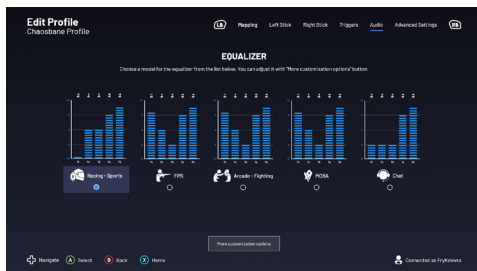 Edit Profile
Chaosbane Profile
LB Mapping Left Stick Right Stick Triggers Audio Advanced Settings RB
EQUALIZER
Choose a model for the equalizer from the list below. You can adjust it with "More customisation options" button.
Racing - Sports FPS Arcade - Fighting MOBA Chat
More customisation options
Navigate A Select B Back X Home
Connected as FryKelevra